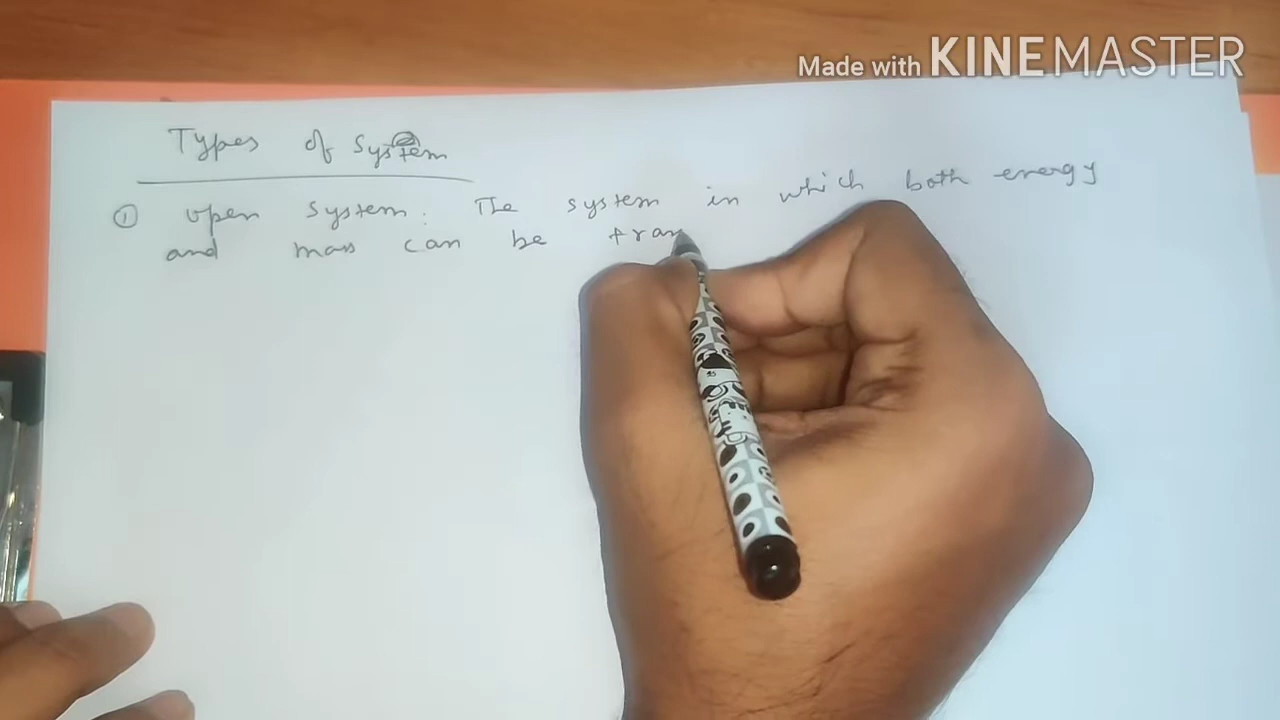 Made with KINEMASTER
Types of System
① open system: The system in which both energy
and mass can be tran